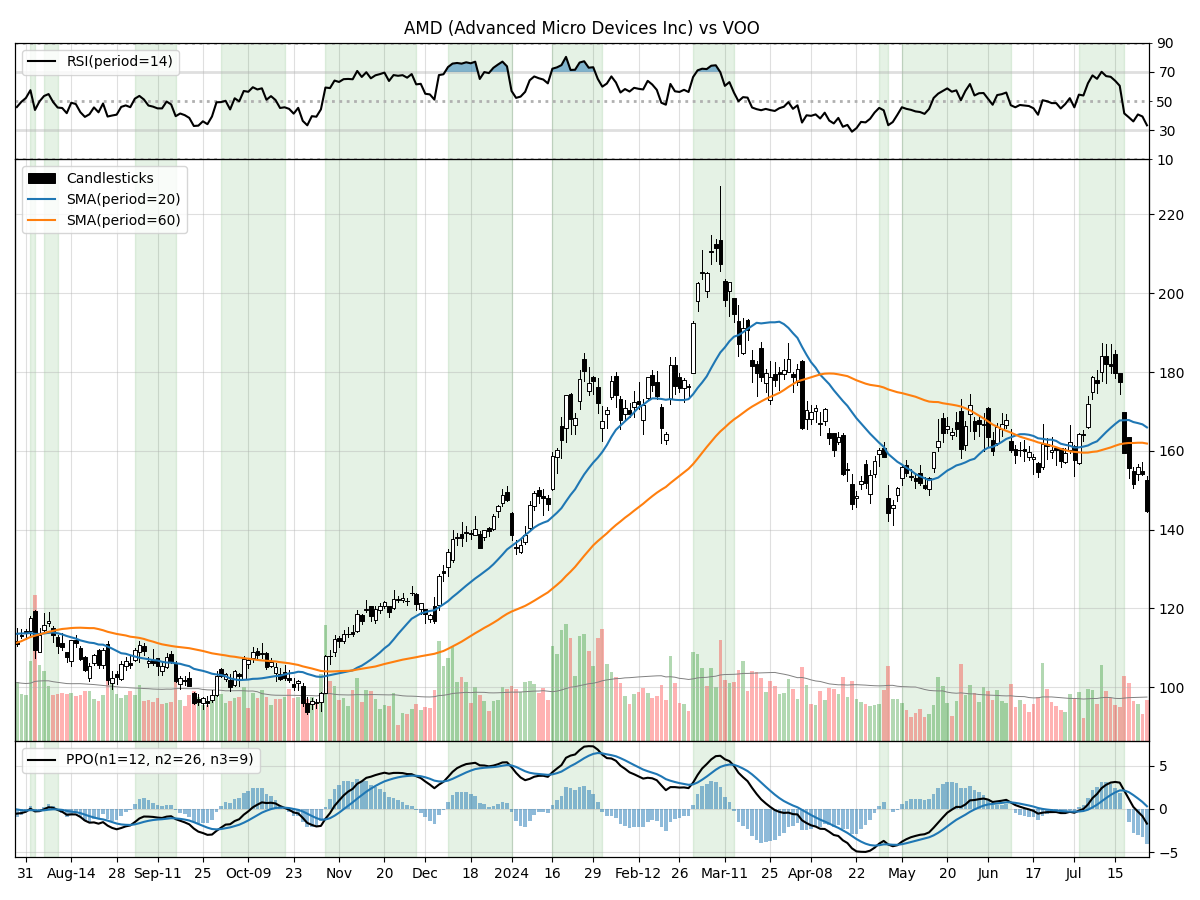 AMD (Advanced Micro Devices Inc) vs VOO
RSI(period=14)
90
70
50
30
10
Candlesticks
SMA(period=20)
SMA(period=60)
220
200
180
160
140
120
100
PPO(n1=12, n2=26, n3=9)
5
0
−5
31 Aug-14 28 Sep-11 25 Oct-09 23 Nov 20 Dec 18 2024 16 29 Feb-12 26 Mar-11 25 Apr-08 22 May 20 Jun 17 Jul 15